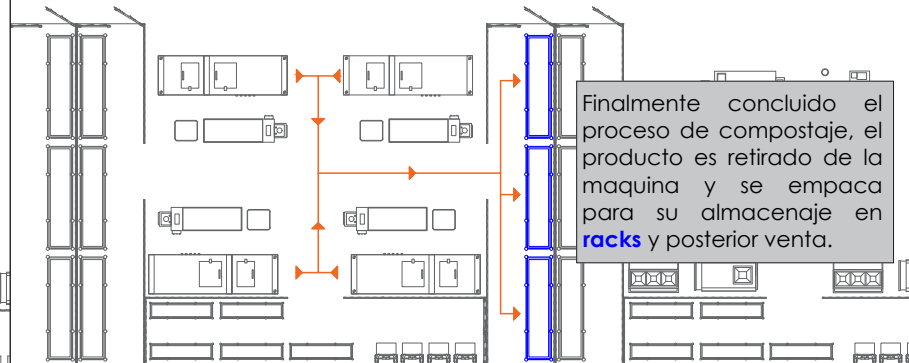 Finalmente concluido el
proceso de compostaje, el
producto es retirado de la
maquina y se empaca
para su almacenaje en
racks y posterior venta.